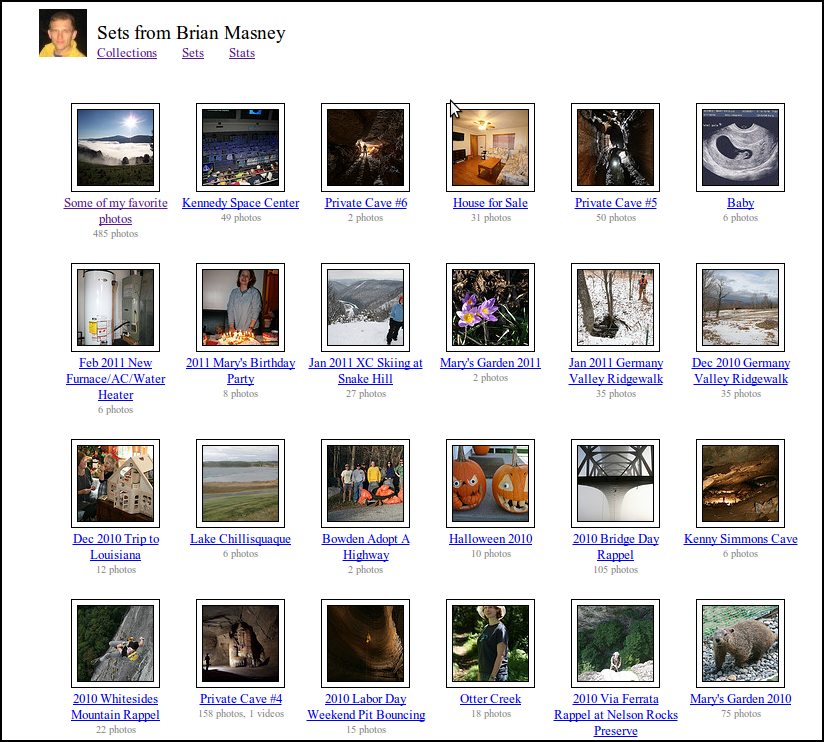 Sets from Brian Masney
Collections Sets Stats
Some of my favorite Kennedy Space Center Private Cave #6 House for Sale Private Cave #5 Baby
photos 49 photos 2 photos 31 photos 50 photos 6 photos
485 photos
Feb 2011 New 2011 Mary's Birthday Jan 2011 XC Skiing at Mary's Garden 2011 Jan 2011 Germany Dec 2010 Germany
Furnace/AC/Water Party Snake Hill 2 photos Valley Ridgewalk Valley Ridgewalk
Heater 8 photos 27 photos 35 photos 35 photos
6 photos
Dec 2010 Trip to Lake Chillisquaque Bowden Adopt A Halloween 2010 2010 Bridge Day Kenny Simmons Cave
Louisiana 6 photos Highway 10 photos Rappel 6 photos
12 photos 2 photos 105 photos
2010 Whitesides Private Cave #4 2010 Labor Day Otter Creek 2010 Via Ferrata Mary's Garden 2010
Mountain Rappel 158 photos, 1 videos Weekend Pit Bouncing 18 photos Rappel at Nelson Rocks 75 photos
22 photos 15 photos Preserve